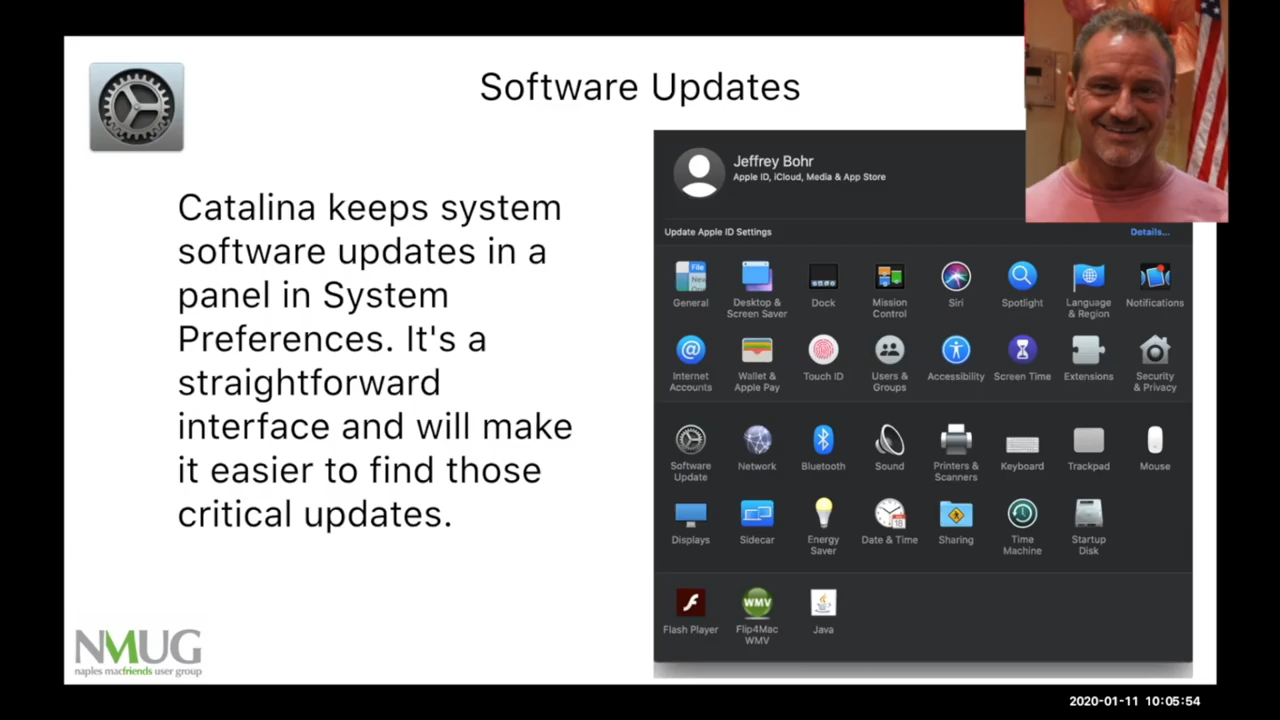 Software Updates
Catalina keeps system
software updates in a
panel in System
Preferences. It's a
straightforward
interface and will make
it easier to find those
critical updates.
NMUG
naples macfriends user group
Jeffrey Bohr
Apple ID, iCloud, Media & App Store
Update Apple ID Settings
Details...
General
Desktop &
Screen Saver
Dock
Mission
Control
Siri
Spotlight
Language
& Region
Notifications
Internet
Accounts
Wallet &
Apple Pay
Touch ID
Users &
Groups
Accessibility
Screen Time
Extensions
Security
& Privacy
Software
Update
Network
Bluetooth
Sound
Printers &
Scanners
Keyboard
Trackpad
Mouse
Displays
Sidecar
Energy
Saver
Date & Time
Sharing
Time
Machine
Startup
Disk
Flash Player
WMV
Flip4Mac
WMV
Java
2020-01-11 10:05:54